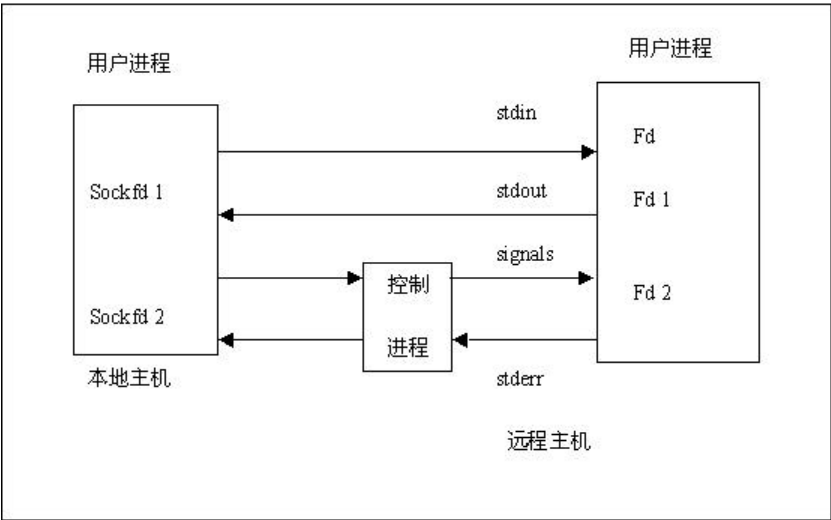 用户进程
用户进程
stdin
Fd
Sockfd 1
stdout
Fd 1
signals
控制
Fd 2
Sockfd 2
进程
本地主机
stderr
远程主机